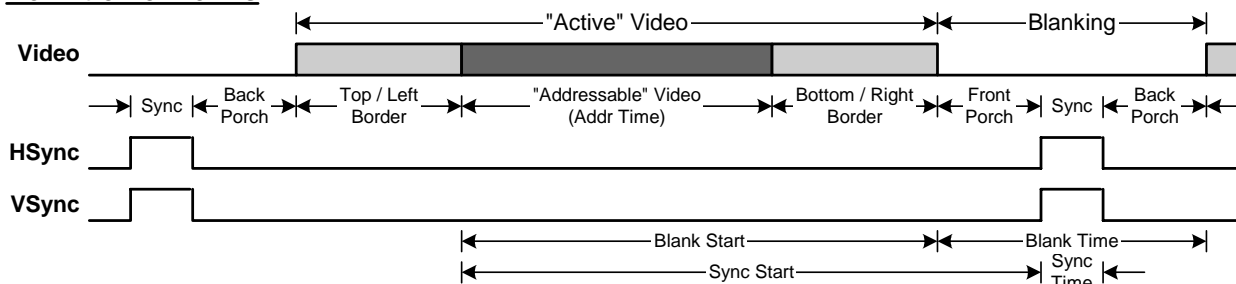 "Active" Video
Blanking
Video
Sync
Back Porch
Top / Left Border
"Addressable" Video (Addr Time)
Bottom / Right Border
Front Porch
Sync
Back Porch
HSync
VSync
Blank Start
Blank Time
Sync Start
Sync Time